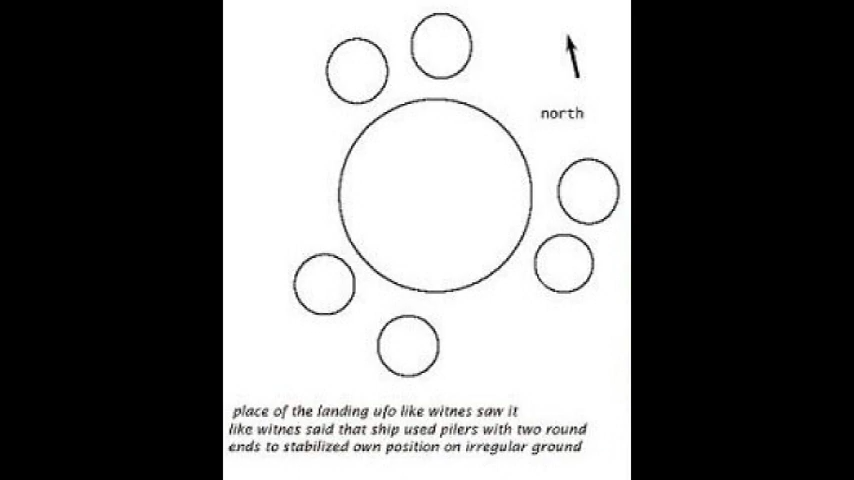 north
place of the landing ufo like witnes saw it
like witnes said that ship used pilers with two round
ends to stabilized own position on irregular ground